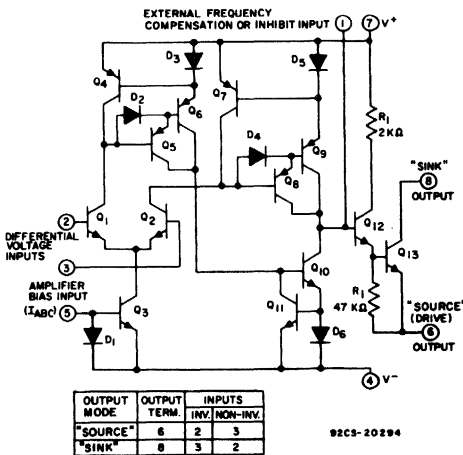 EXTERNAL FREQUENCY
COMPENSATION OR INHIBIT INPUT 1 7 V+
D3 D5
Q4 Q6 Q7
D2 R1
2KΩ
Q5 D4 Q9
Q8 "SINK"
8
OUTPUT
2 Q1 Q2 Q12
DIFFERENTIAL
VOLTAGE
INPUTS
Q13
3 Q10
AMPLIFIER
BIAS INPUT
(IABC)
R1
47 KΩ
"SOURCE"
(DRIVE)
5 Q3 Q11 D6 6
OUTPUT
D1
4 V-
OUTPUT MODE OUTPUT TERM. INPUTS
INV. NON-INV.
"SOURCE" 6 2 3
"SINK" 8 3 2
92CS-20294